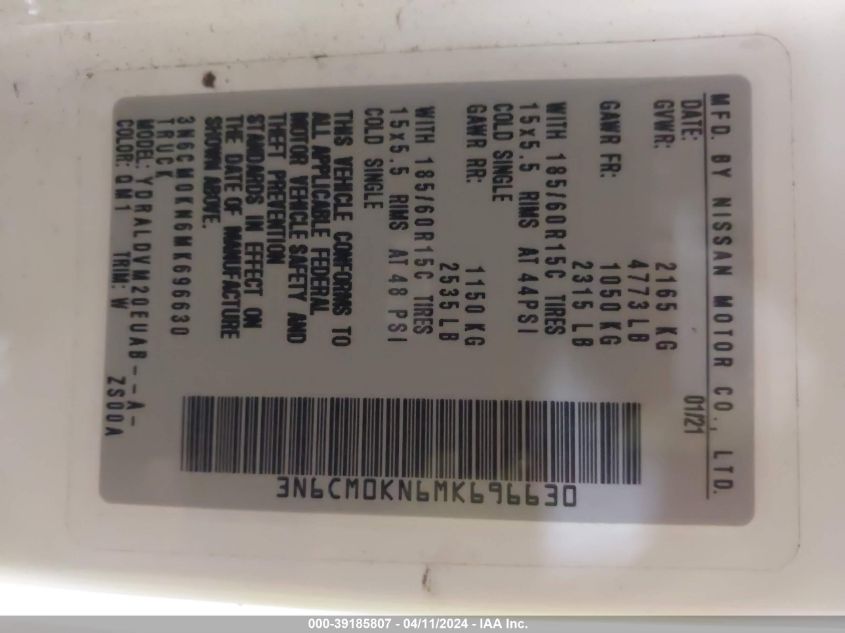 MFD. BY NISSAN MOTOR CO., LTD.
DATE: 01/21
GVWR: 2165 KG
4773 LB
GAWR FR: 1050 KG
2315 LB
WITH 185/60R15C TIRES
15x5.5 RIMS AT 44PSI
COLD SINGLE
GAWR RR: 1150 KG
2535 LB
WITH 185/60R15C TIRES
15x5.5 RIMS AT 48 PSI
COLD SINGLE
THIS VEHICLE CONFORMS TO
ALL APPLICABLE FEDERAL
MOTOR VEHICLE SAFETY AND
THEFT PREVENTION
STANDARDS IN EFFECT ON
THE DATE OF MANUFACTURE
SHOWN ABOVE.
3N6CM0KN6MK696630
TRUCK
MODEL: YDRALDVM20EUAB--A-
COLOR: QM1 TRIM: W ZS00A
3N6CM0KN6MK696630
000-39185807 - 04/11/2024 - IAA Inc.